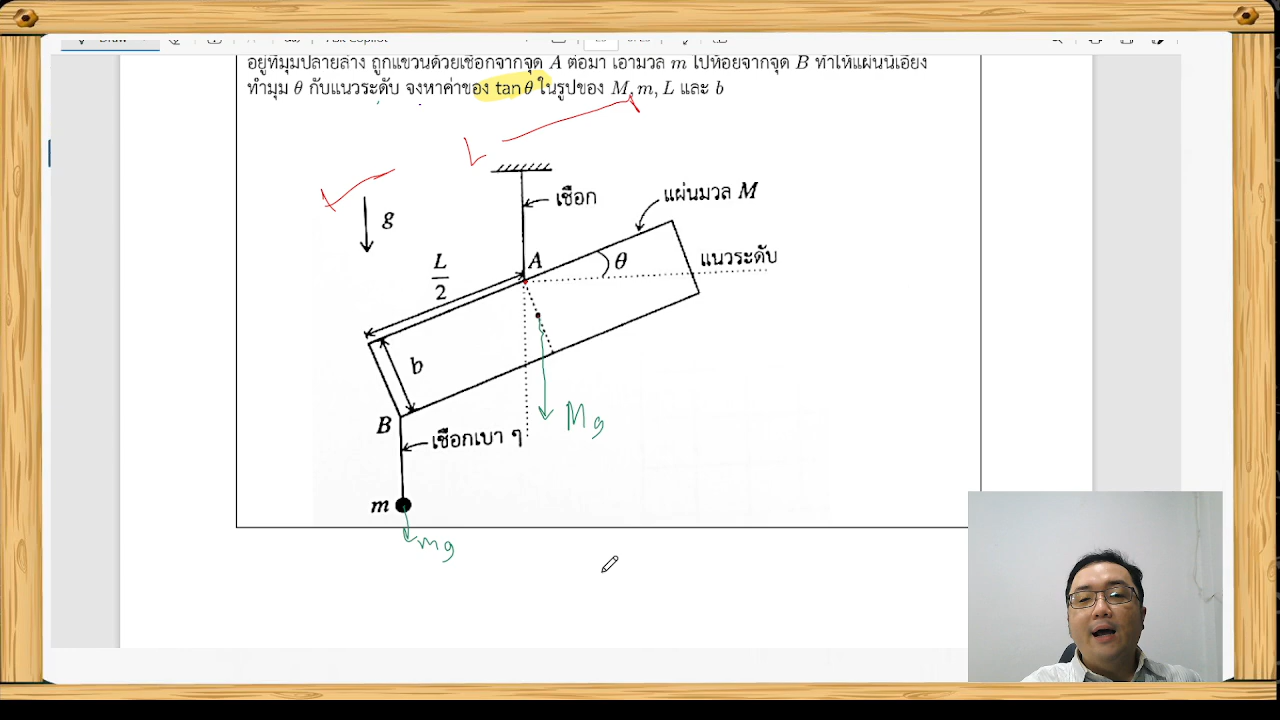 อยู่ที่มุมปลายล่าง ถูกแขวนด้วยเชือกจากจุด A ต่อมา เอามวล m ไปห้อยจากจุด B ทำให้แผ่นนี้เอียง
ทำมุม θ กับแนวระดับ จงหาค่าของ tan θ ในรูปของ M, m, L และ b
L
เชือก
แผ่นมวล M
g
A
θ
แนวระดับ
L
2
b
Mg
B
เชือกเบา ๆ
m
mg